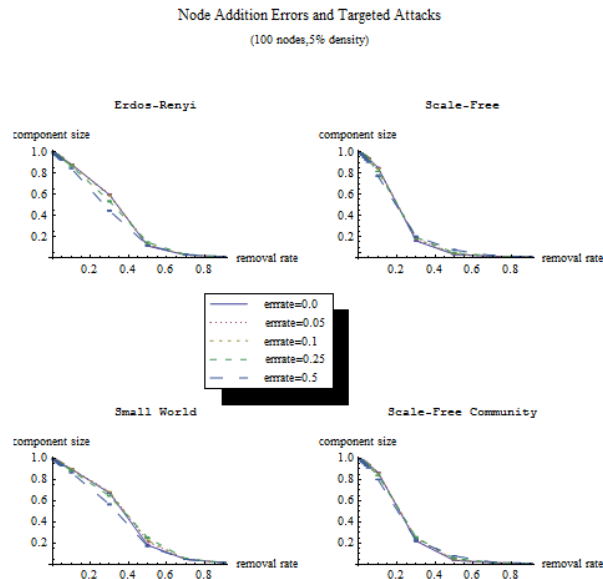 Node Addition Errors and Targeted Attacks
(100 nodes,5% density)
Erdos-Renyi
component size
1.0
0.8
0.6
0.4
0.2
0.2 0.4 0.6 0.8
removal rate
Scale-Free
component size
1.0
0.8
0.6
0.4
0.2
0.2 0.4 0.6 0.8
removal rate
errrate=0.0
errrate=0.05
errrate=0.1
errrate=0.25
errrate=0.5
Small World
component size
1.0
0.8
0.6
0.4
0.2
0.2 0.4 0.6 0.8
removal rate
Scale-Free Community
component size
1.0
0.8
0.6
0.4
0.2
0.2 0.4 0.6 0.8
removal rate